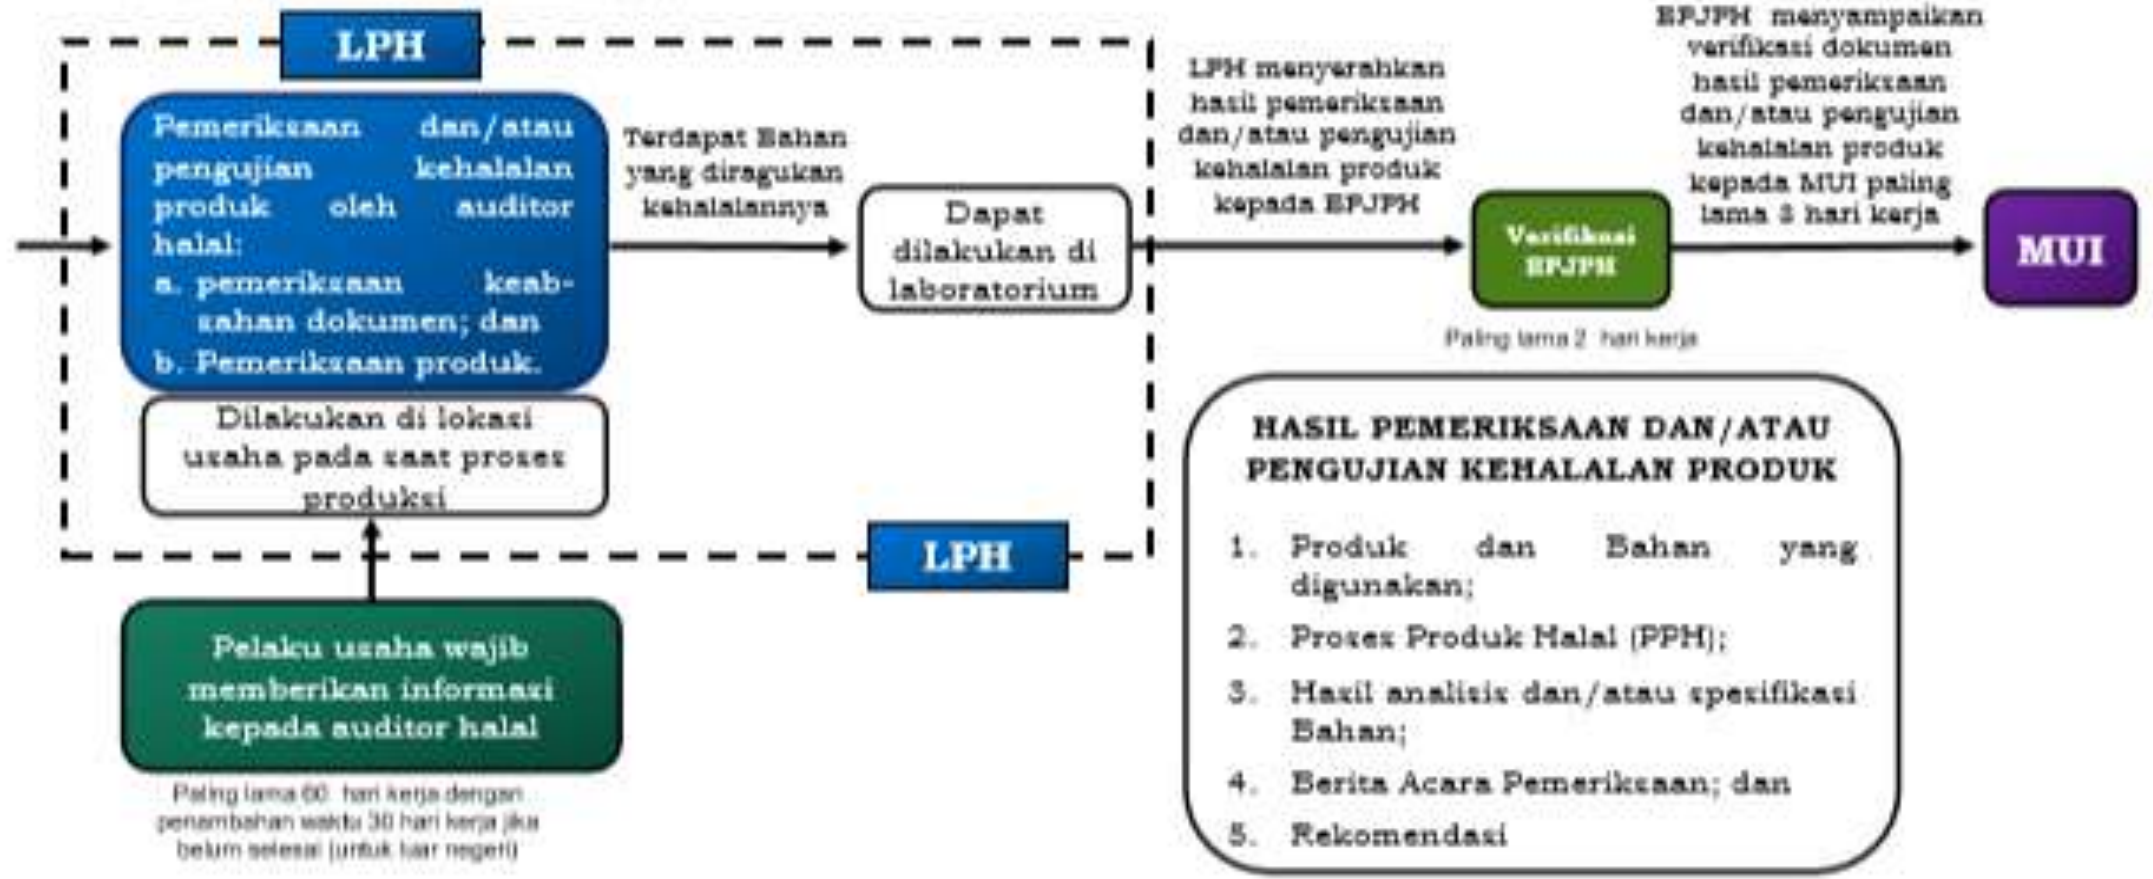 LPH
Pemeriksaan dan/atau
pengujian kehalalan
produk oleh auditor
halal:
a. pemeriksaan keab-
sahan dokumen; dan
b. Pemeriksaan produk.
Dilakukan di lokasi
usaha pada saat proses
produksi
Terdapat Bahan
yang diragukan
kehalalannya
Dapat
dilakukan di
laboratorium
LPH menyerahkan
hasil pemeriksaan
dan/atau pengujian
kehalalan produk
kepada BPJPH
Verifikasi
BPJPH
Paling lama 2 hari kerja
BPJPH menyampaikan
verifikasi dokumen
hasil pemeriksaan
dan/atau pengujian
kehalalan produk
kepada MUI paling
lama 3 hari kerja
MUI
LPH
Pelaku usaha wajib
memberikan informasi
kepada auditor halal
Paling lama 60 hari kerja dengan
penambahan waktu 30 hari kerja jika
belum selesai (untuk luar negeri)
HASIL PEMERIKSAAN DAN/ATAU
PENGUJIAN KEHALALAN PRODUK
1. Produk dan Bahan yang
digunakan;
2. Proses Produk Halal (PPH);
3. Hasil analisis dan/atau spesifikasi
Bahan;
4. Berita Acara Pemeriksaan; dan
5. Rekomendasi